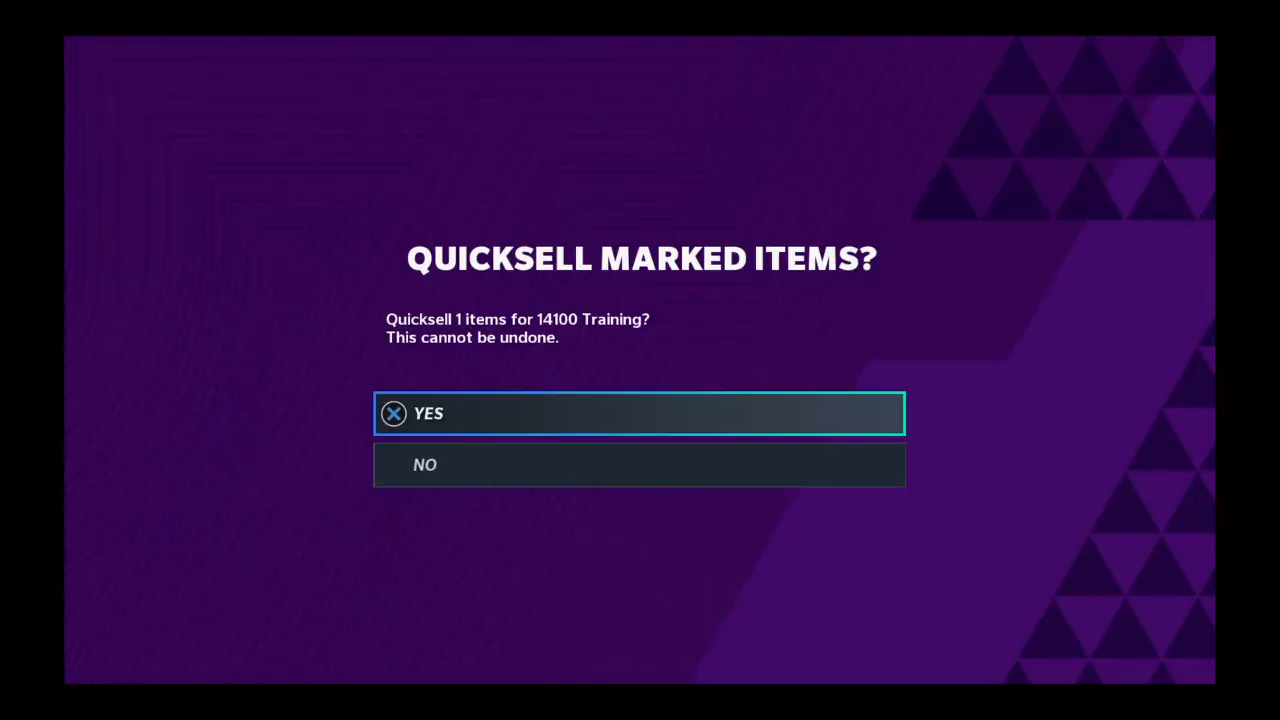 QUICKSELL MARKED ITEMS?
Quicksell 1 items for 14100 Training?
This cannot be undone.
YES
NO